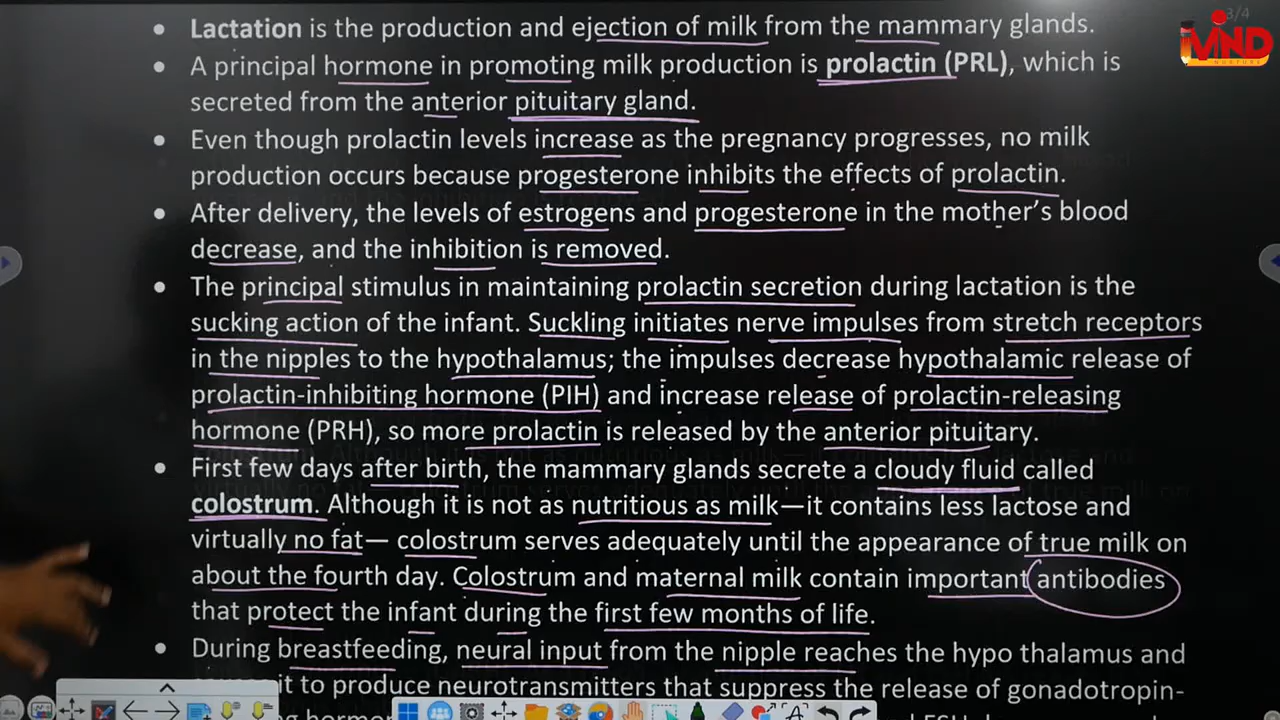 3/4
iMIND
NURTURE
• Lactation is the production and ejection of milk from the mammary glands.
• A principal hormone in promoting milk production is prolactin (PRL), which is
secreted from the anterior pituitary gland.
• Even though prolactin levels increase as the pregnancy progresses, no milk
production occurs because progesterone inhibits the effects of prolactin.
• After delivery, the levels of estrogens and progesterone in the mother's blood
decrease, and the inhibition is removed.
• The principal stimulus in maintaining prolactin secretion during lactation is the
sucking action of the infant. Suckling initiates nerve impulses from stretch receptors
in the nipples to the hypothalamus; the impulses decrease hypothalamic release of
prolactin-inhibiting hormone (PIH) and increase release of prolactin-releasing
hormone (PRH), so more prolactin is released by the anterior pituitary.
• First few days after birth, the mammary glands secrete a cloudy fluid called
colostrum. Although it is not as nutritious as milk—it contains less lactose and
virtually no fat— colostrum serves adequately until the appearance of true milk on
about the fourth day. Colostrum and maternal milk contain important antibodies
that protect the infant during the first few months of life.
• During breastfeeding, neural input from the nipple reaches the hypo thalamus and
it to produce neurotransmitters that suppress the release of gonadotropin-